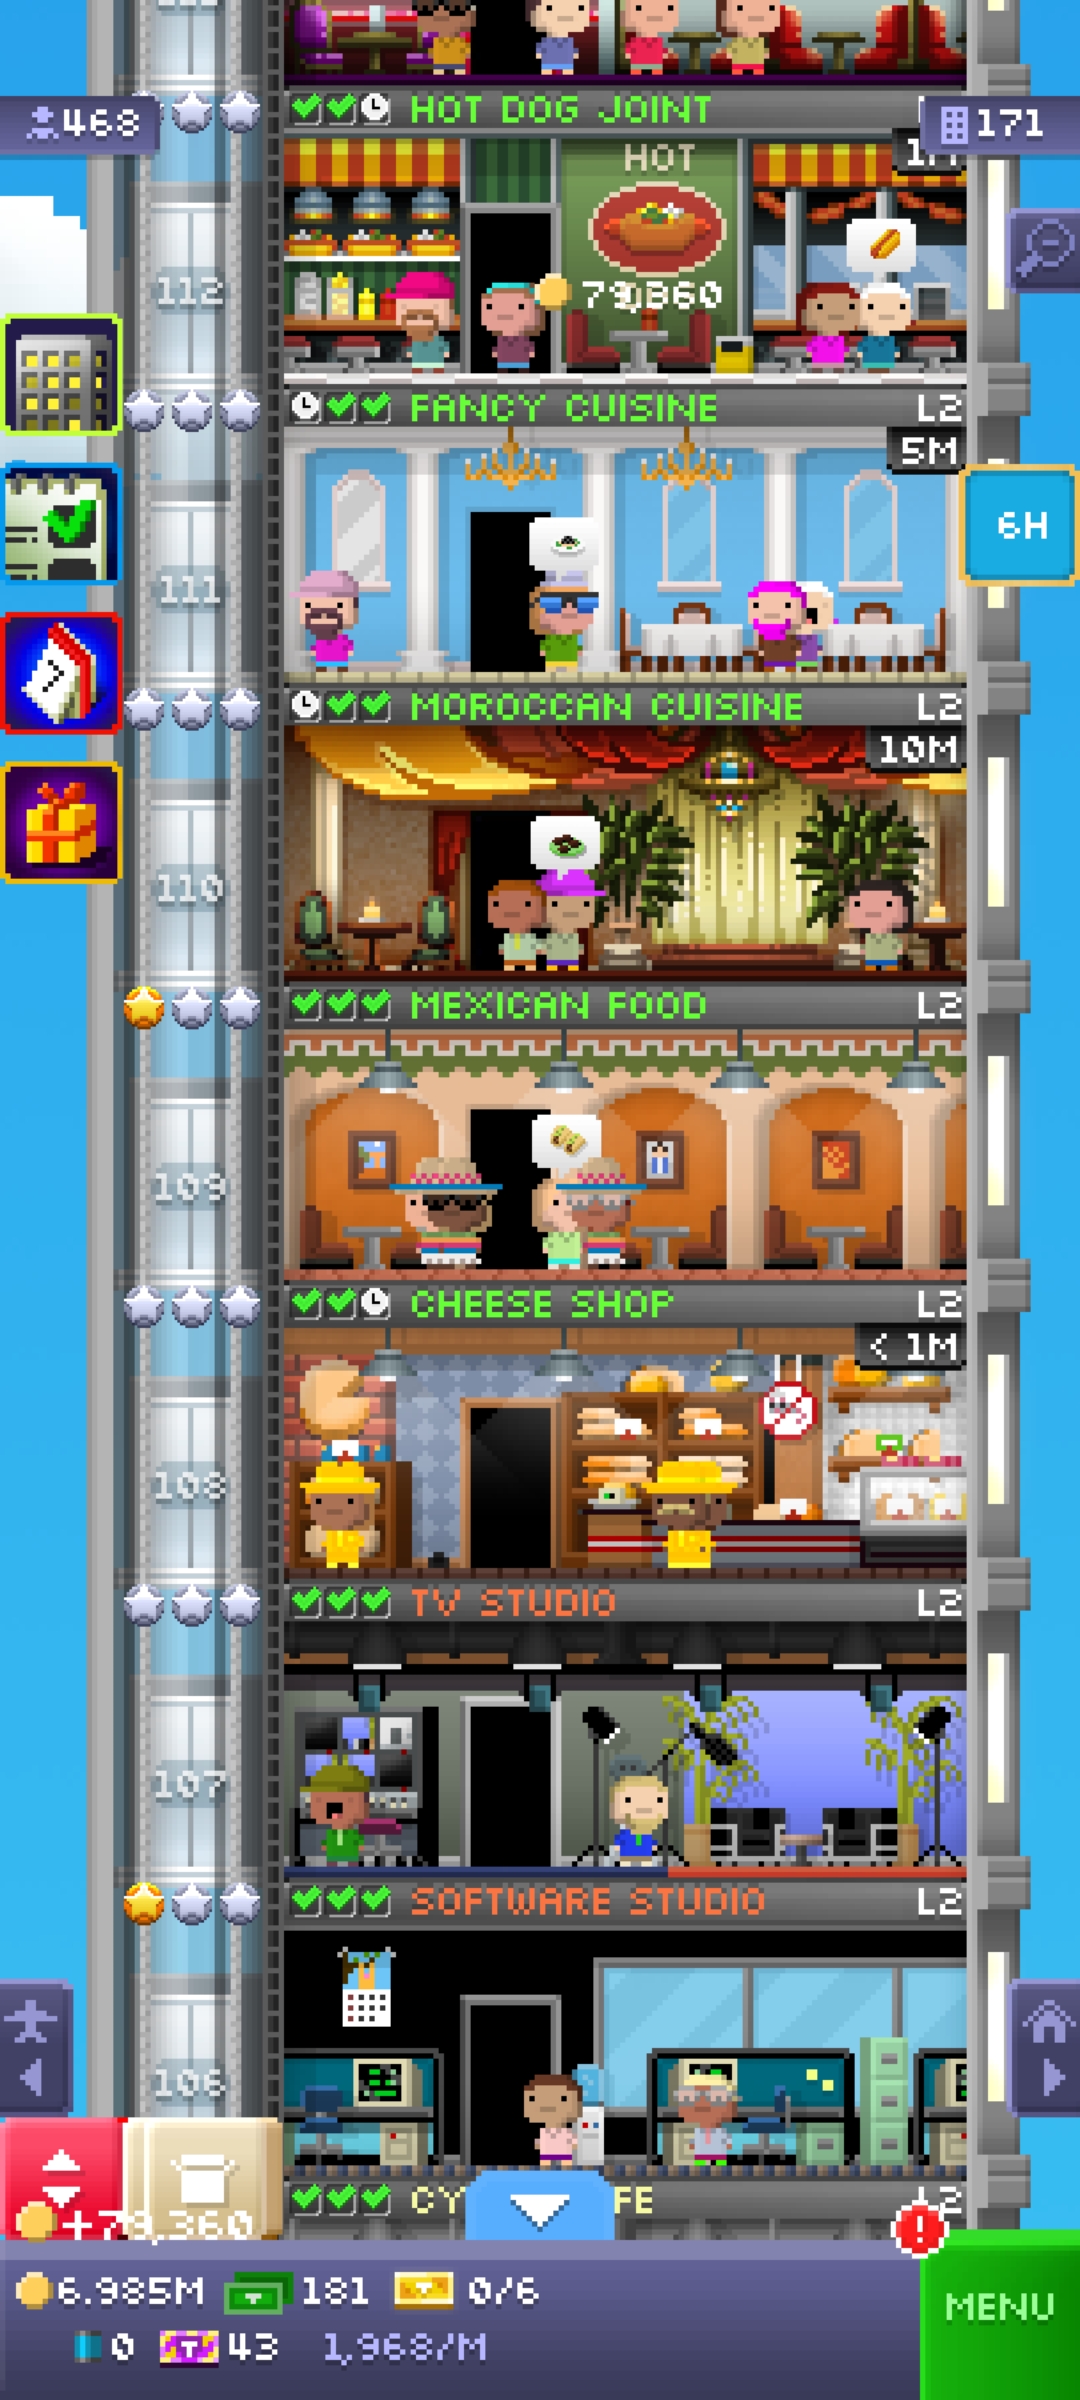 HOT DOG JOINT
468
171
HOT
112
FANCY CUISINE L2
5M
6H
111
MOROCCAN CUISINE L2
10M
110
MEXICAN FOOD L2
109
CHEESE SHOP L2
< 1M
108
TV STUDIO L2
107
SOFTWARE STUDIO L2
106
L2
6.985M 181 0/6
0 43 1,968/M
MENU